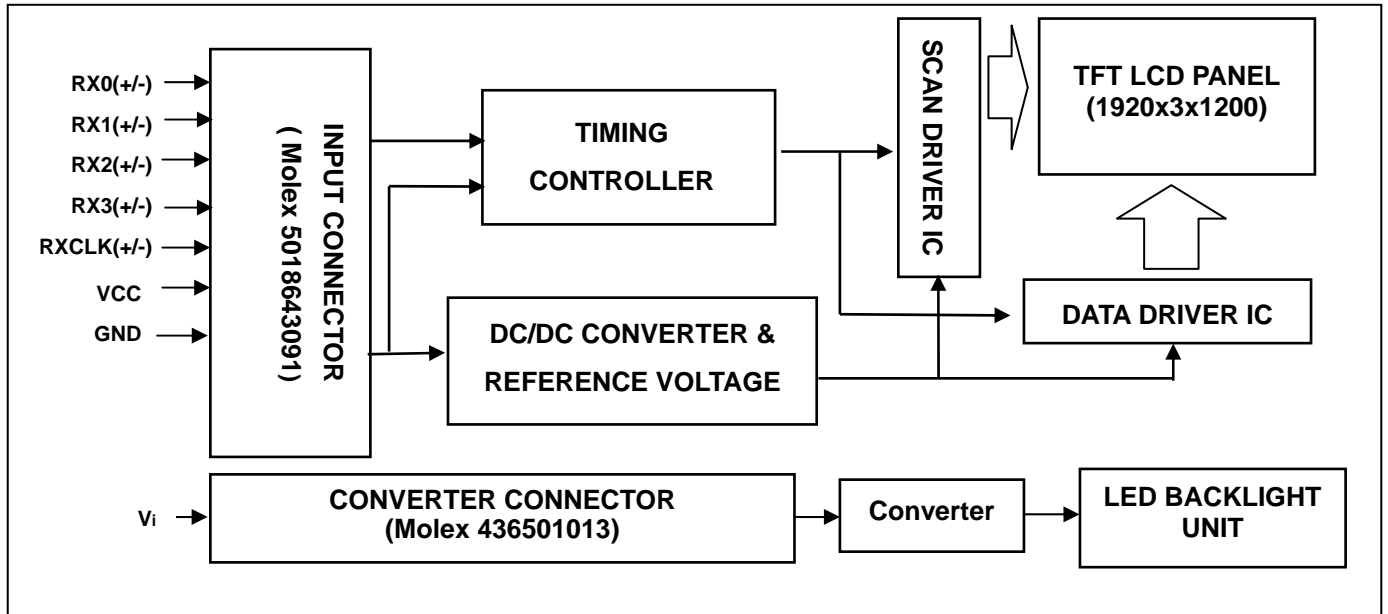 RX0(+/-)
RX1(+/-)
RX2(+/-)
RX3(+/-)
RXCLK(+/-)
VCC
GND
INPUT CONNECTOR
( Molex 5018643091)
TIMING
CONTROLLER
DC/DC CONVERTER &
REFERENCE VOLTAGE
SCAN DRIVER IC
TFT LCD PANEL
(1920x3x1200)
DATA DRIVER IC
Vi
CONVERTER CONNECTOR
(Molex 436501013)
Converter
LED BACKLIGHT
UNIT